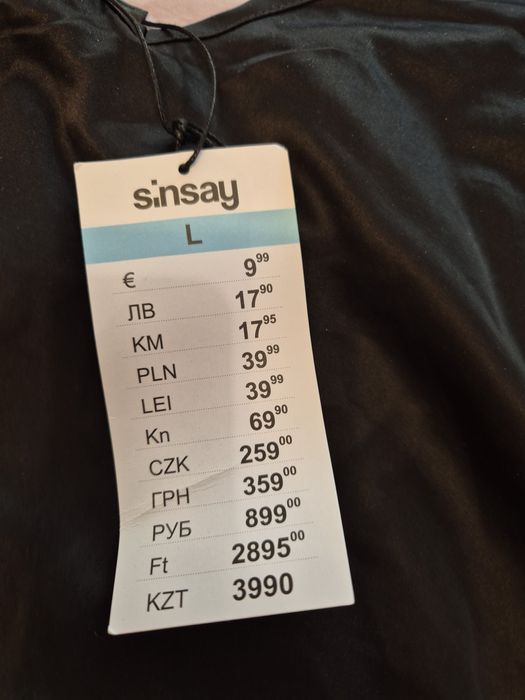 sinsay
L
€ 9⁹⁹
ЛВ 17⁹⁰
KM 17⁹⁵
PLN 39⁹⁹
LEI 39⁹⁹
Kn 69⁹⁰
CZK 259⁰⁰
ГРН 359⁰⁰
РУБ 899⁰⁰
Ft 2895⁰⁰
KZT 3990